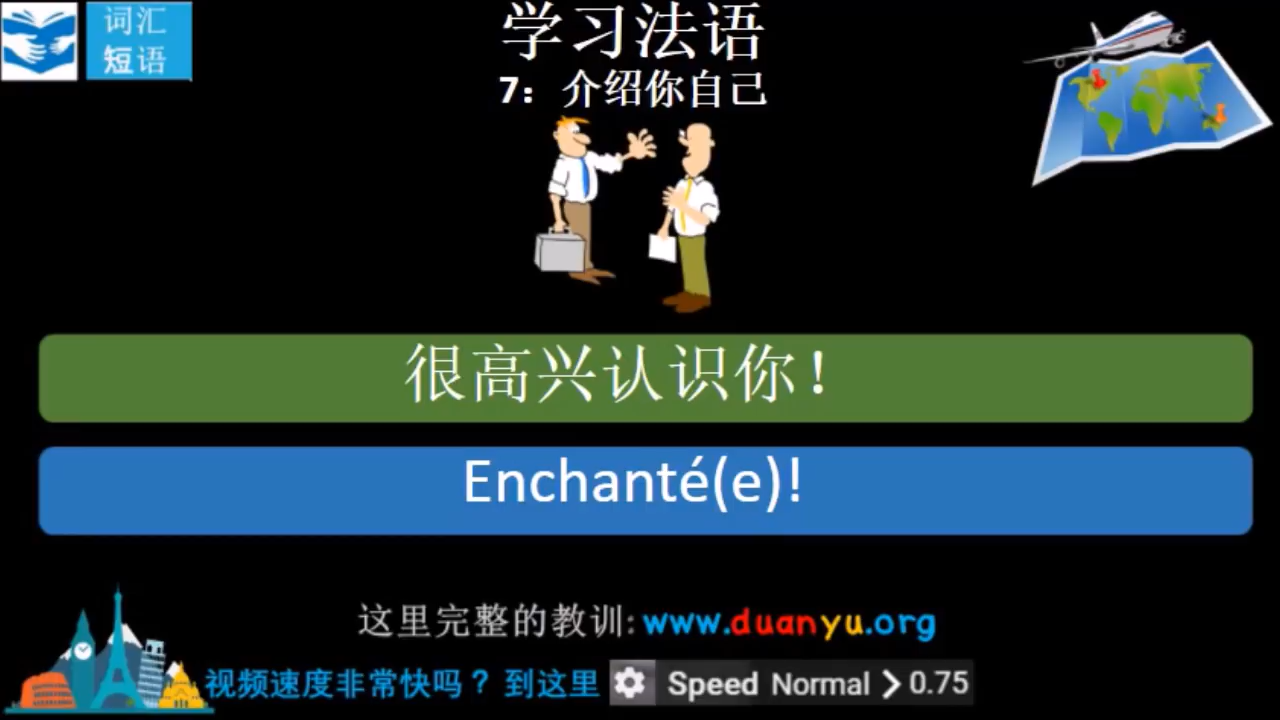 词汇
短语
学习法语
7：介绍你自己
很高兴认识你！
Enchanté(e)!
这里完整的教训: www.duanyu.org
视频速度非常快吗？ 到这里 Speed Normal > 0.75